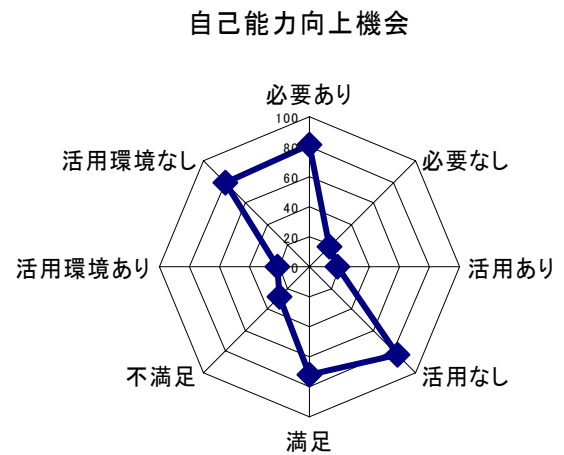 自己能力向上機会
必要あり
必要なし
活用あり
活用なし
満足
不満足
活用環境あり
活用環境なし
100
80
60
40
20
0